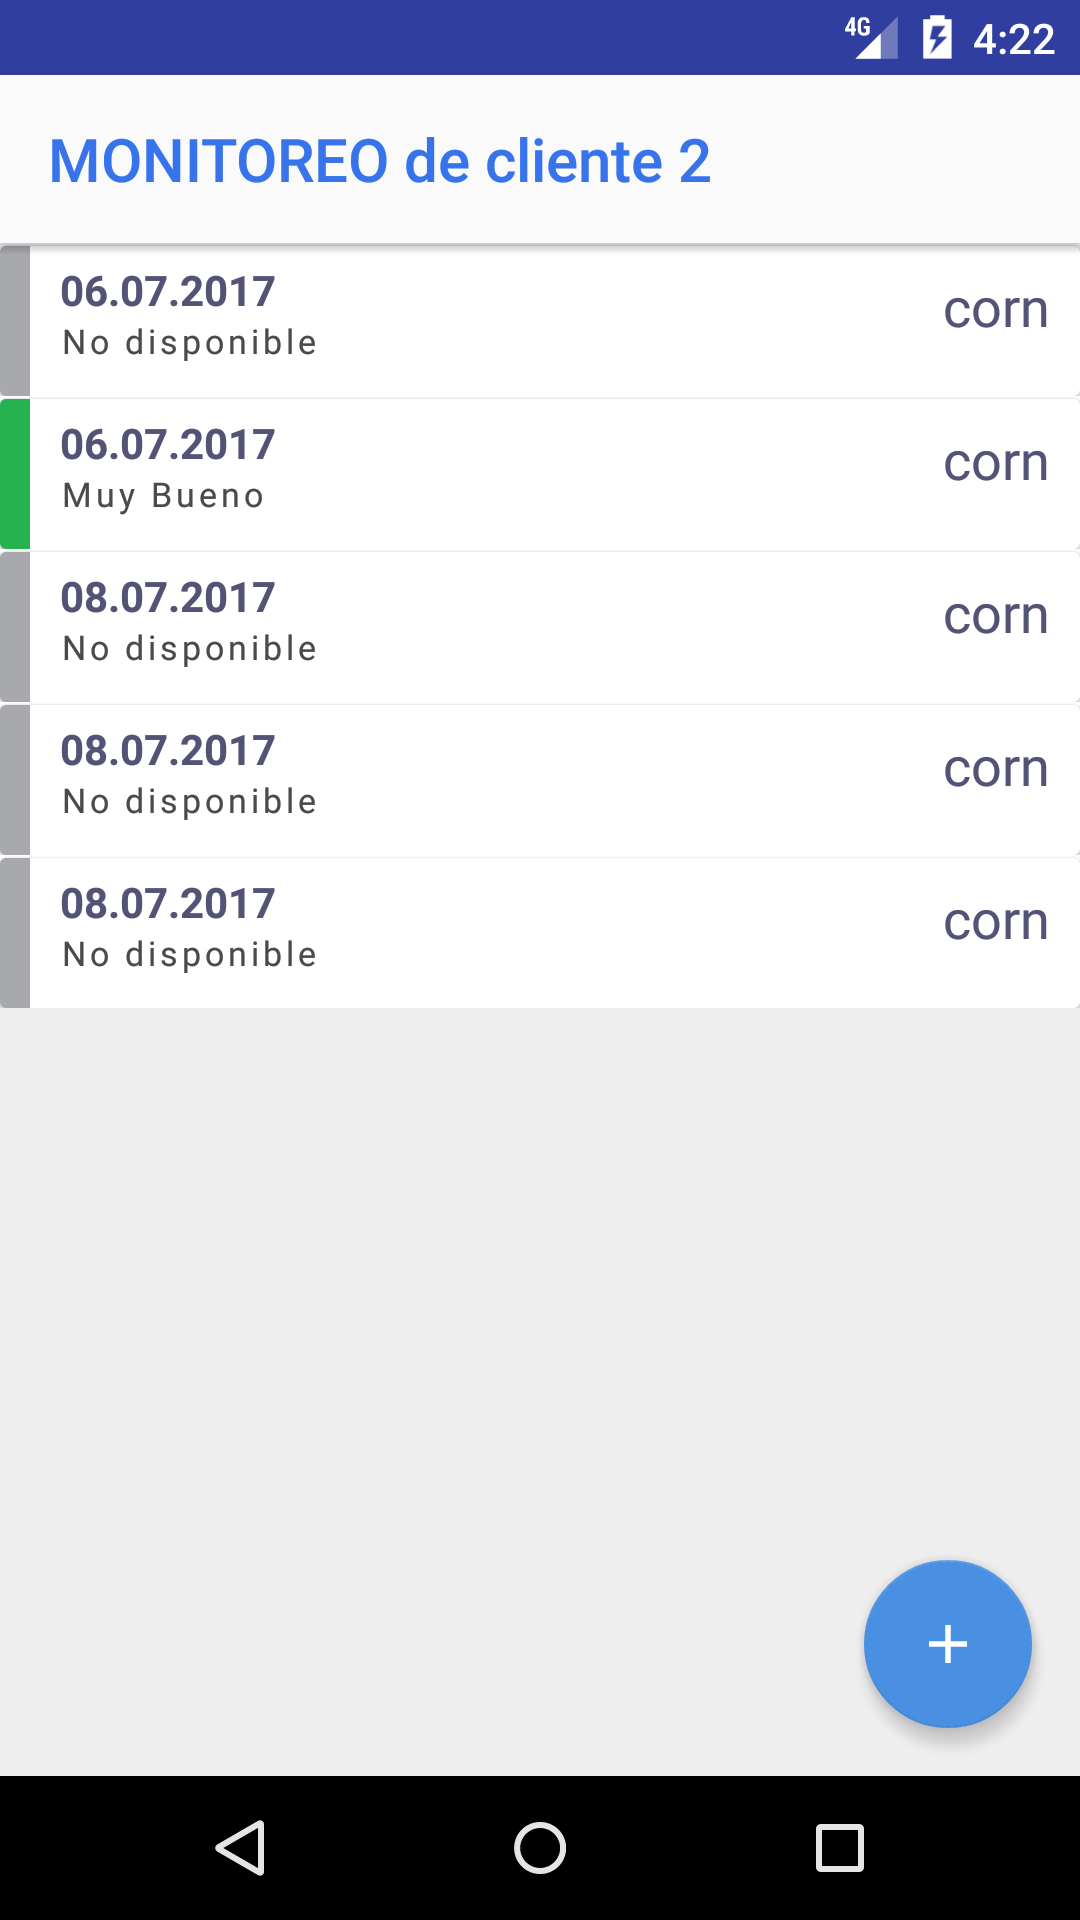 4G 4:22
MONITOREO de cliente 2
06.07.2017
corn
No disponible
06.07.2017
corn
Muy Bueno
08.07.2017
corn
No disponible
08.07.2017
corn
No disponible
08.07.2017
corn
No disponible
+